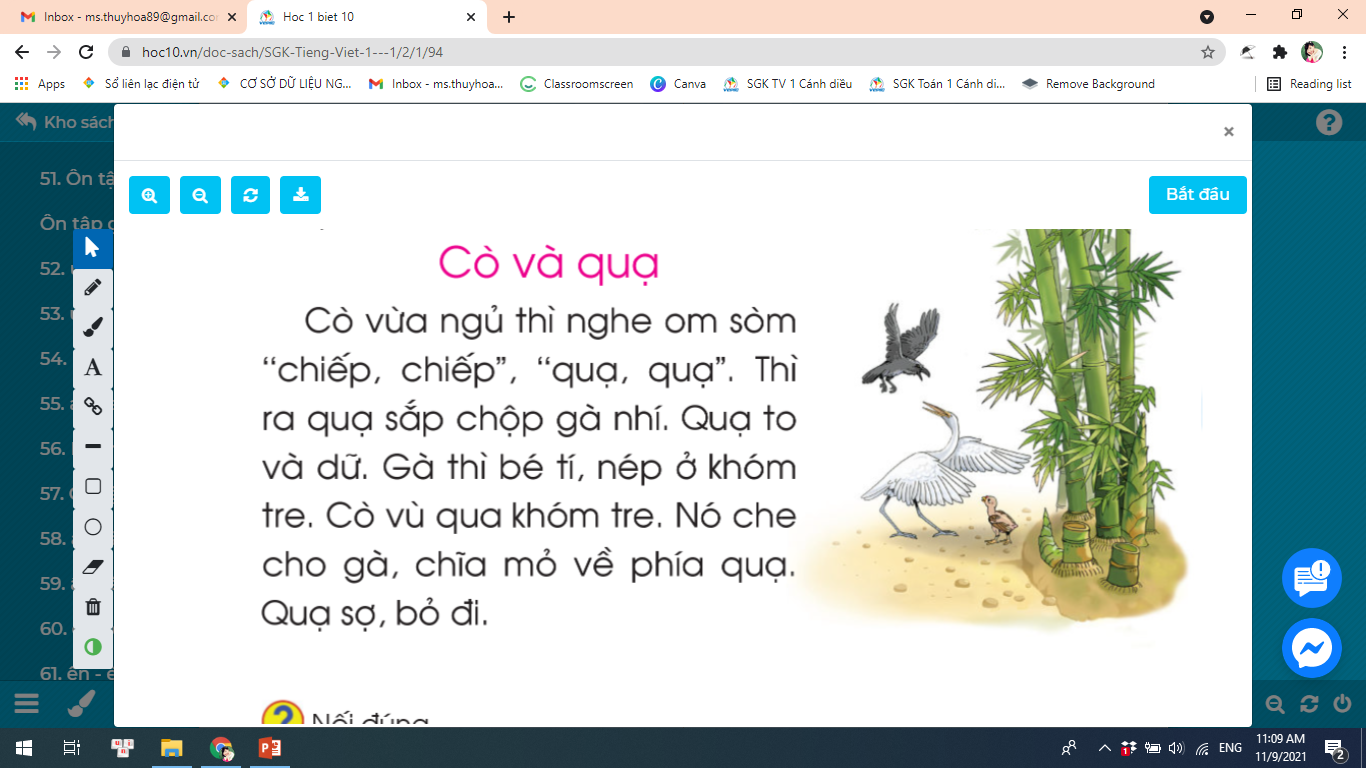 Inbox - ms.thuyhoa89@gmail.co
Hoc 1 biet 10
hoc10.vn/doc-sach/SGK-Tieng-Viet-1---1/2/1/94
Apps
Sổ liên lạc điện tử
CƠ SỞ DỮ LIỆU NG...
Inbox - ms.thuyhoa...
Classroomscreen
Canva
SGK TV 1 Cánh diều
SGK Toán 1 Cánh di...
Remove Background
Reading list
Kho sách
51. Ôn tậ
Ôn tập
52.
53.
54.
55.
56.
57.
58.
59.
60.
61. ên -
Bắt đầu
Cò và quạ
Cò vừa ngủ thì nghe om sòm
“chiếp, chiếp”, “quạ, quạ”. Thì
ra quạ sắp chộp gà nhí. Quạ to
và dữ. Gà thì bé tí, nép ở khóm
tre. Cò vù qua khóm tre. Nó che
cho gà, chĩa mỏ về phía quạ.
Quạ sợ, bỏ đi.
? Nối đúng
ENG
11:09 AM
11/9/2021
2